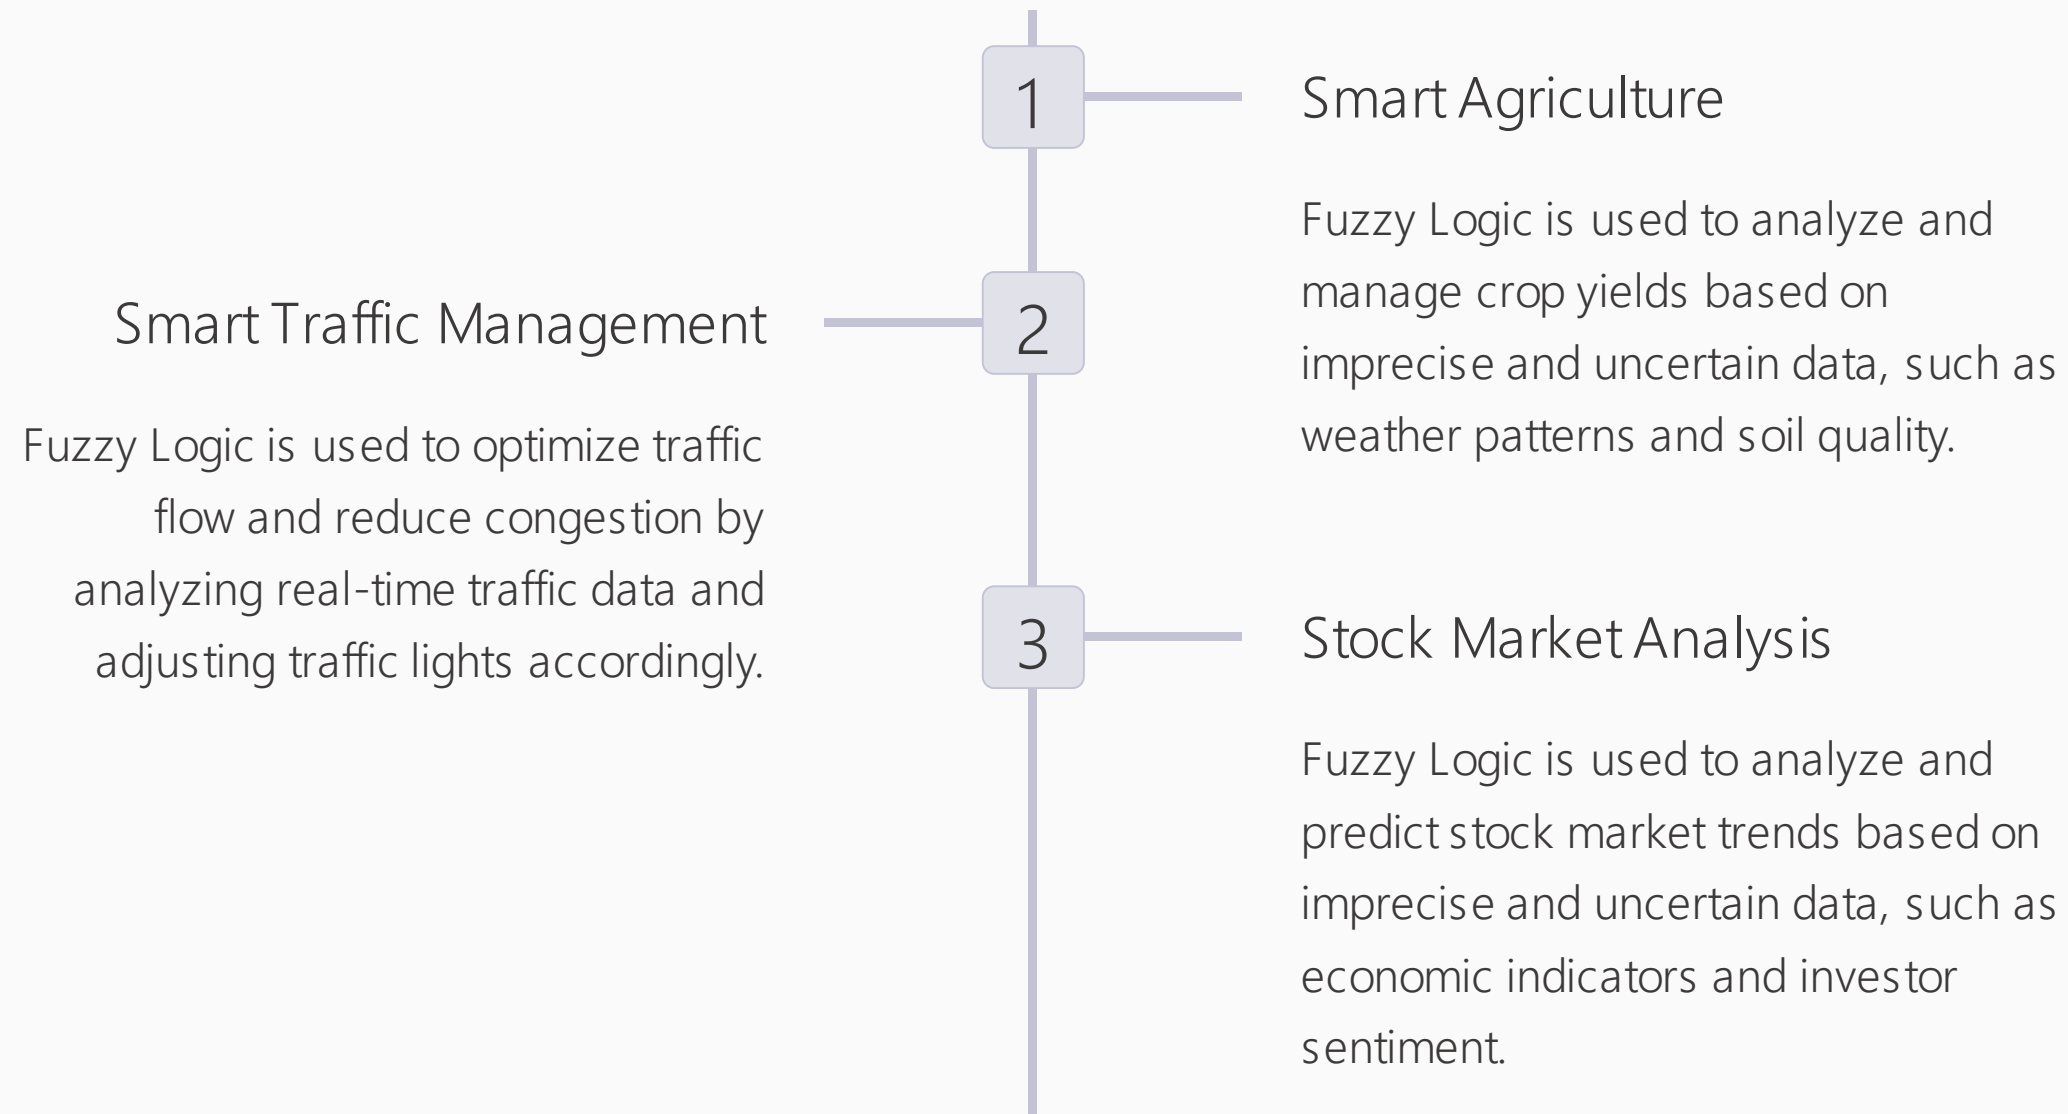 1
Smart Agriculture
Fuzzy Logic is used to analyze and
manage crop yields based on
imprecise and uncertain data, such as
weather patterns and soil quality.
2
Smart Traffic Management
Fuzzy Logic is used to optimize traffic
flow and reduce congestion by
analyzing real-time traffic data and
adjusting traffic lights accordingly.
3
Stock Market Analysis
Fuzzy Logic is used to analyze and
predict stock market trends based on
imprecise and uncertain data, such as
economic indicators and investor
sentiment.